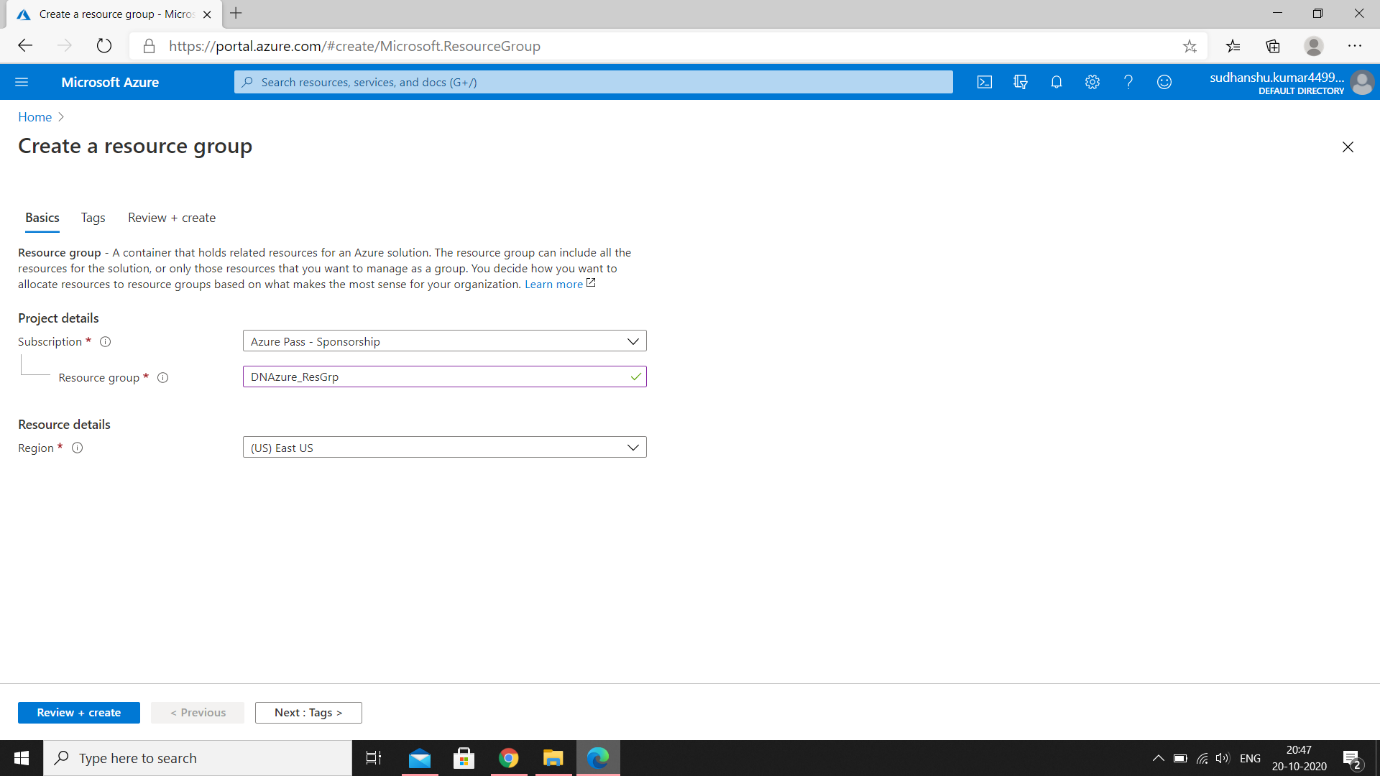 Create a resource group - Micros
https://portal.azure.com/#create/Microsoft.ResourceGroup
Microsoft Azure
Search resources, services, and docs (G+/)
sudhanshu.kumar4499...
DEFAULT DIRECTORY
Home >
Create a resource group
Basics Tags Review + create
Resource group - A container that holds related resources for an Azure solution. The resource group can include all the
resources for the solution, or only those resources that you want to manage as a group. You decide how you want to
allocate resources to resource groups based on what makes the most sense for your organization. Learn more
Project details
Subscription * Azure Pass - Sponsorship
Resource group * DNAzure_ResGrp
Resource details
Region * (US) East US
Review + create < Previous Next : Tags >
Type here to search
ENG
20:47
20-10-2020
2